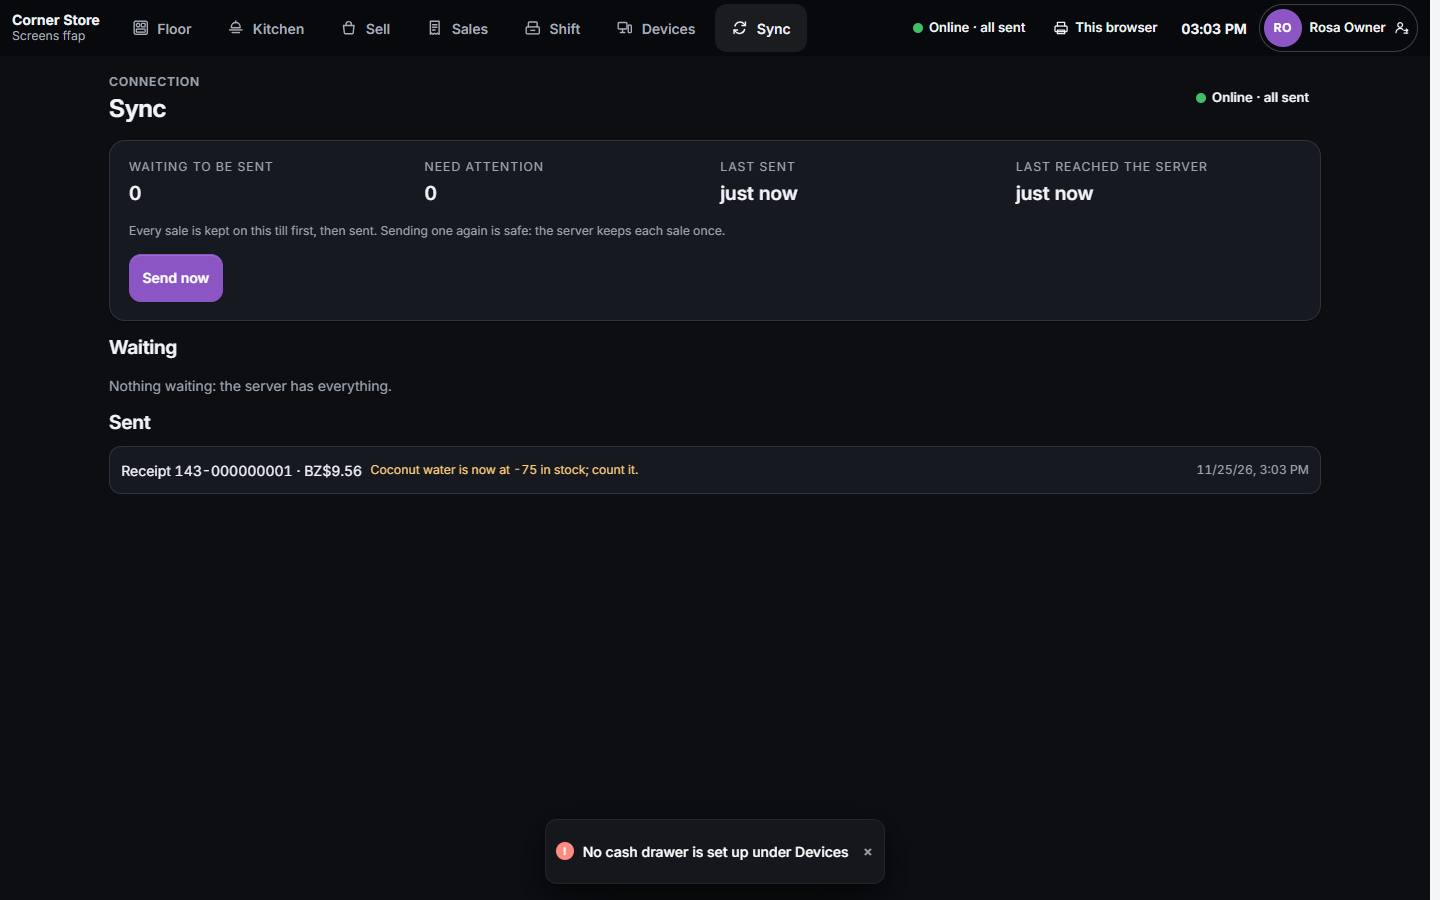 Corner Store
Screens ffap
Floor
Kitchen
Sell
Sales
Shift
Devices
Sync
Online · all sent
This browser
03:03 PM
RO
Rosa Owner
CONNECTION
Sync
Online · all sent
WAITING TO BE SENT
0
NEED ATTENTION
0
LAST SENT
just now
LAST REACHED THE SERVER
just now
Every sale is kept on this till first, then sent. Sending one again is safe: the server keeps each sale once.
Send now
Waiting
Nothing waiting: the server has everything.
Sent
Receipt 143-000000001 · BZ$9.56 Coconut water is now at -75 in stock; count it. 11/25/26, 3:03 PM
No cash drawer is set up under Devices ×